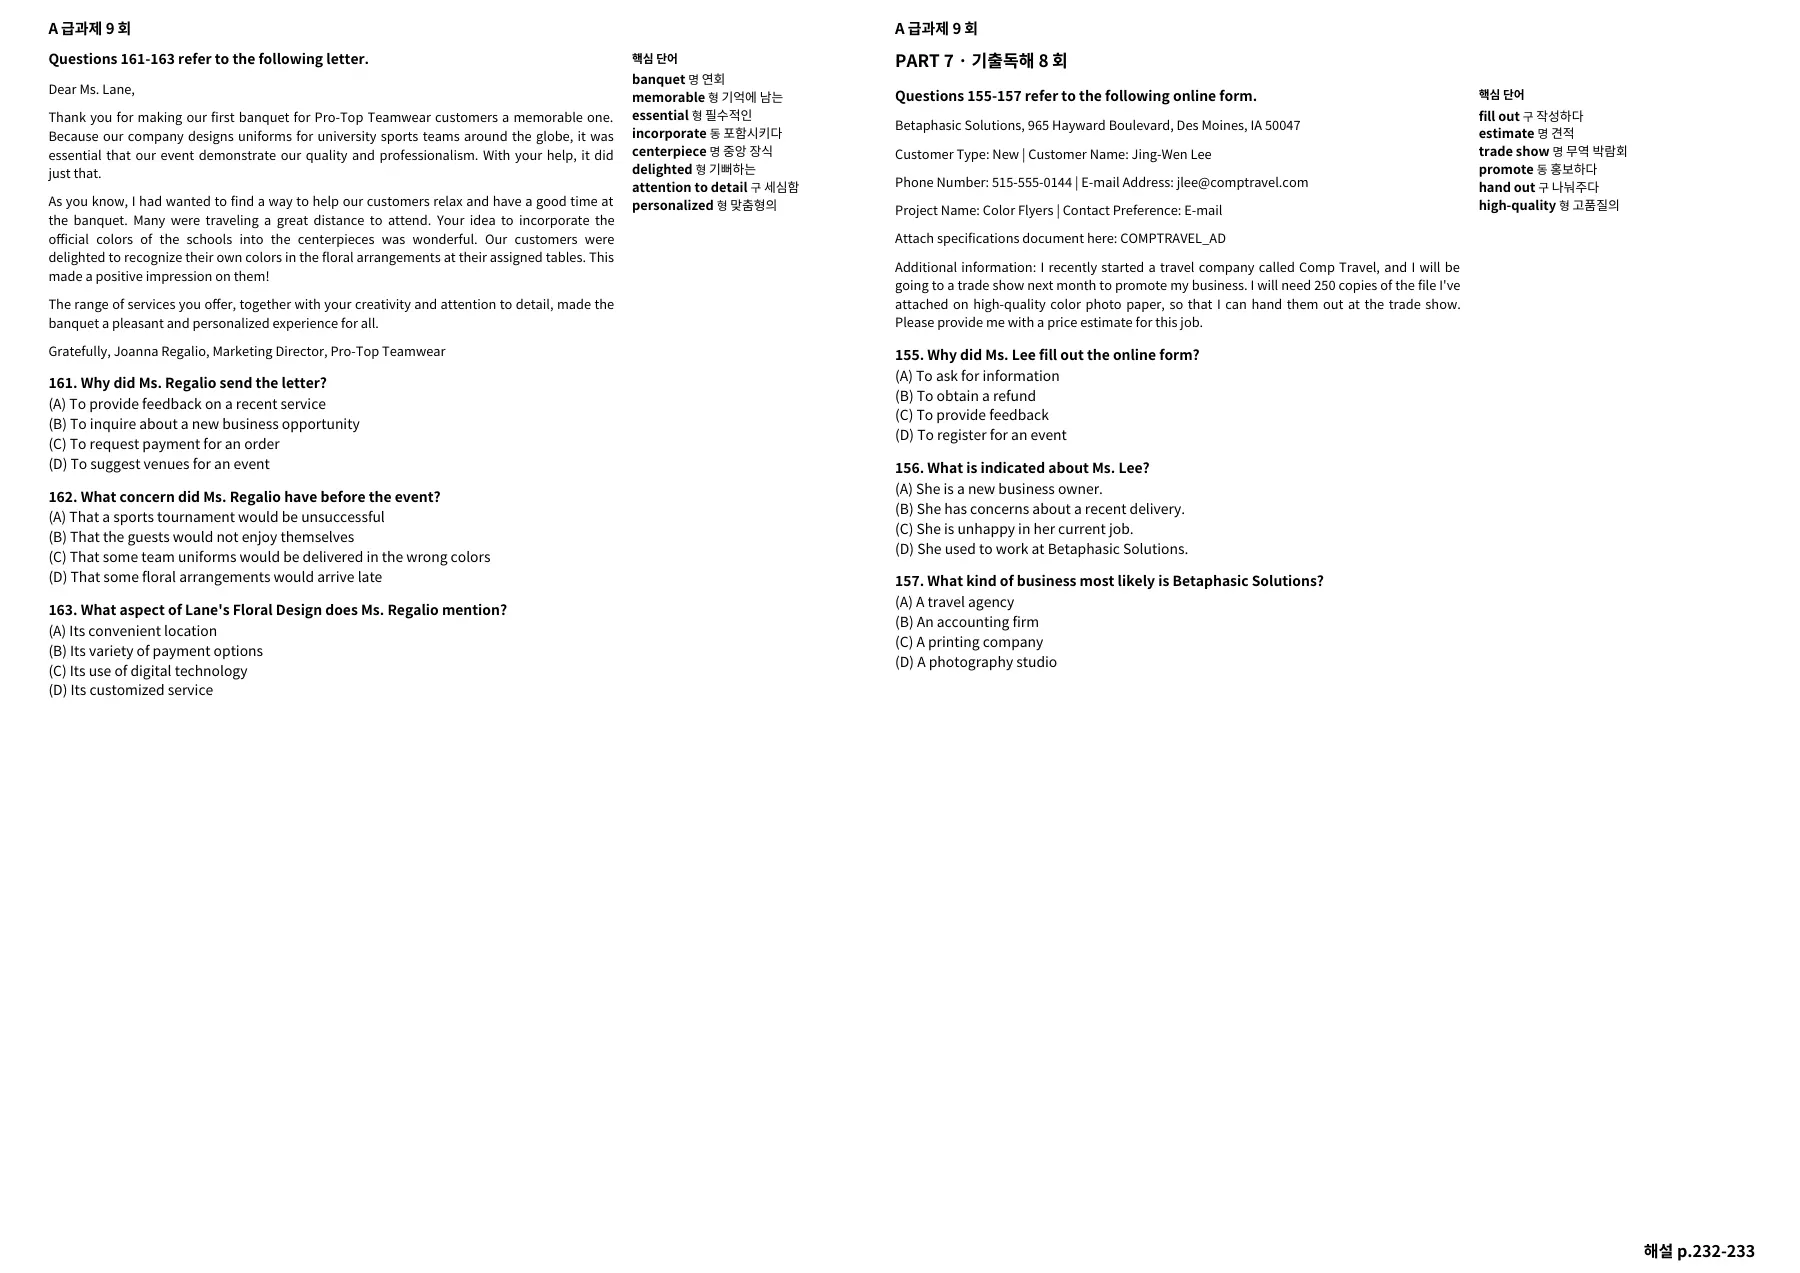 A 급과제 9 회
Questions 161-163 refer to the following letter.
Dear Ms. Lane,
Thank you for making our first banquet for Pro-Top Teamwear customers a memorable one.
Because our company designs uniforms for university sports teams around the globe, it was
essential that our event demonstrate our quality and professionalism. With your help, it did
just that.
As you know, I had wanted to find a way to help our customers relax and have a good time at
the banquet. Many were traveling a great distance to attend. Your idea to incorporate the
official colors of the schools into the centerpieces was wonderful. Our customers were
delighted to recognize their own colors in the floral arrangements at their assigned tables. This
made a positive impression on them!
The range of services you offer, together with your creativity and attention to detail, made the
banquet a pleasant and personalized experience for all.
Gratefully, Joanna Regalio, Marketing Director, Pro-Top Teamwear
161. Why did Ms. Regalio send the letter?
(A) To provide feedback on a recent service
(B) To inquire about a new business opportunity
(C) To request payment for an order
(D) To suggest venues for an event
162. What concern did Ms. Regalio have before the event?
(A) That a sports tournament would be unsuccessful
(B) That the guests would not enjoy themselves
(C) That some team uniforms would be delivered in the wrong colors
(D) That some floral arrangements would arrive late
163. What aspect of Lane's Floral Design does Ms. Regalio mention?
(A) Its convenient location
(B) Its variety of payment options
(C) Its use of digital technology
(D) Its customized service
핵심 단어
banquet 명 연회
memorable 형 기억에 남는
essential 형 필수적인
incorporate 동 포함시키다
centerpiece 명 중앙 장식
delighted 형 기뻐하는
attention to detail 구 세심함
personalized 형 맞춤형의
A 급과제 9 회
PART 7 · 기출독해 8 회
Questions 155-157 refer to the following online form.
Betaphasic Solutions, 965 Hayward Boulevard, Des Moines, IA 50047
Customer Type: New | Customer Name: Jing-Wen Lee
Phone Number: 515-555-0144 | E-mail Address: jlee@comptravel.com
Project Name: Color Flyers | Contact Preference: E-mail
Attach specifications document here: COMPTRAVEL_AD
Additional information: I recently started a travel company called Comp Travel, and I will be
going to a trade show next month to promote my business. I will need 250 copies of the file I've
attached on high-quality color photo paper, so that I can hand them out at the trade show.
Please provide me with a price estimate for this job.
155. Why did Ms. Lee fill out the online form?
(A) To ask for information
(B) To obtain a refund
(C) To provide feedback
(D) To register for an event
156. What is indicated about Ms. Lee?
(A) She is a new business owner.
(B) She has concerns about a recent delivery.
(C) She is unhappy in her current job.
(D) She used to work at Betaphasic Solutions.
157. What kind of business most likely is Betaphasic Solutions?
(A) A travel agency
(B) An accounting firm
(C) A printing company
(D) A photography studio
핵심 단어
fill out 구 작성하다
estimate 명 견적
trade show 명 무역 박람회
promote 동 홍보하다
hand out 구 나눠주다
high-quality 형 고품질의
해설 p.232-233